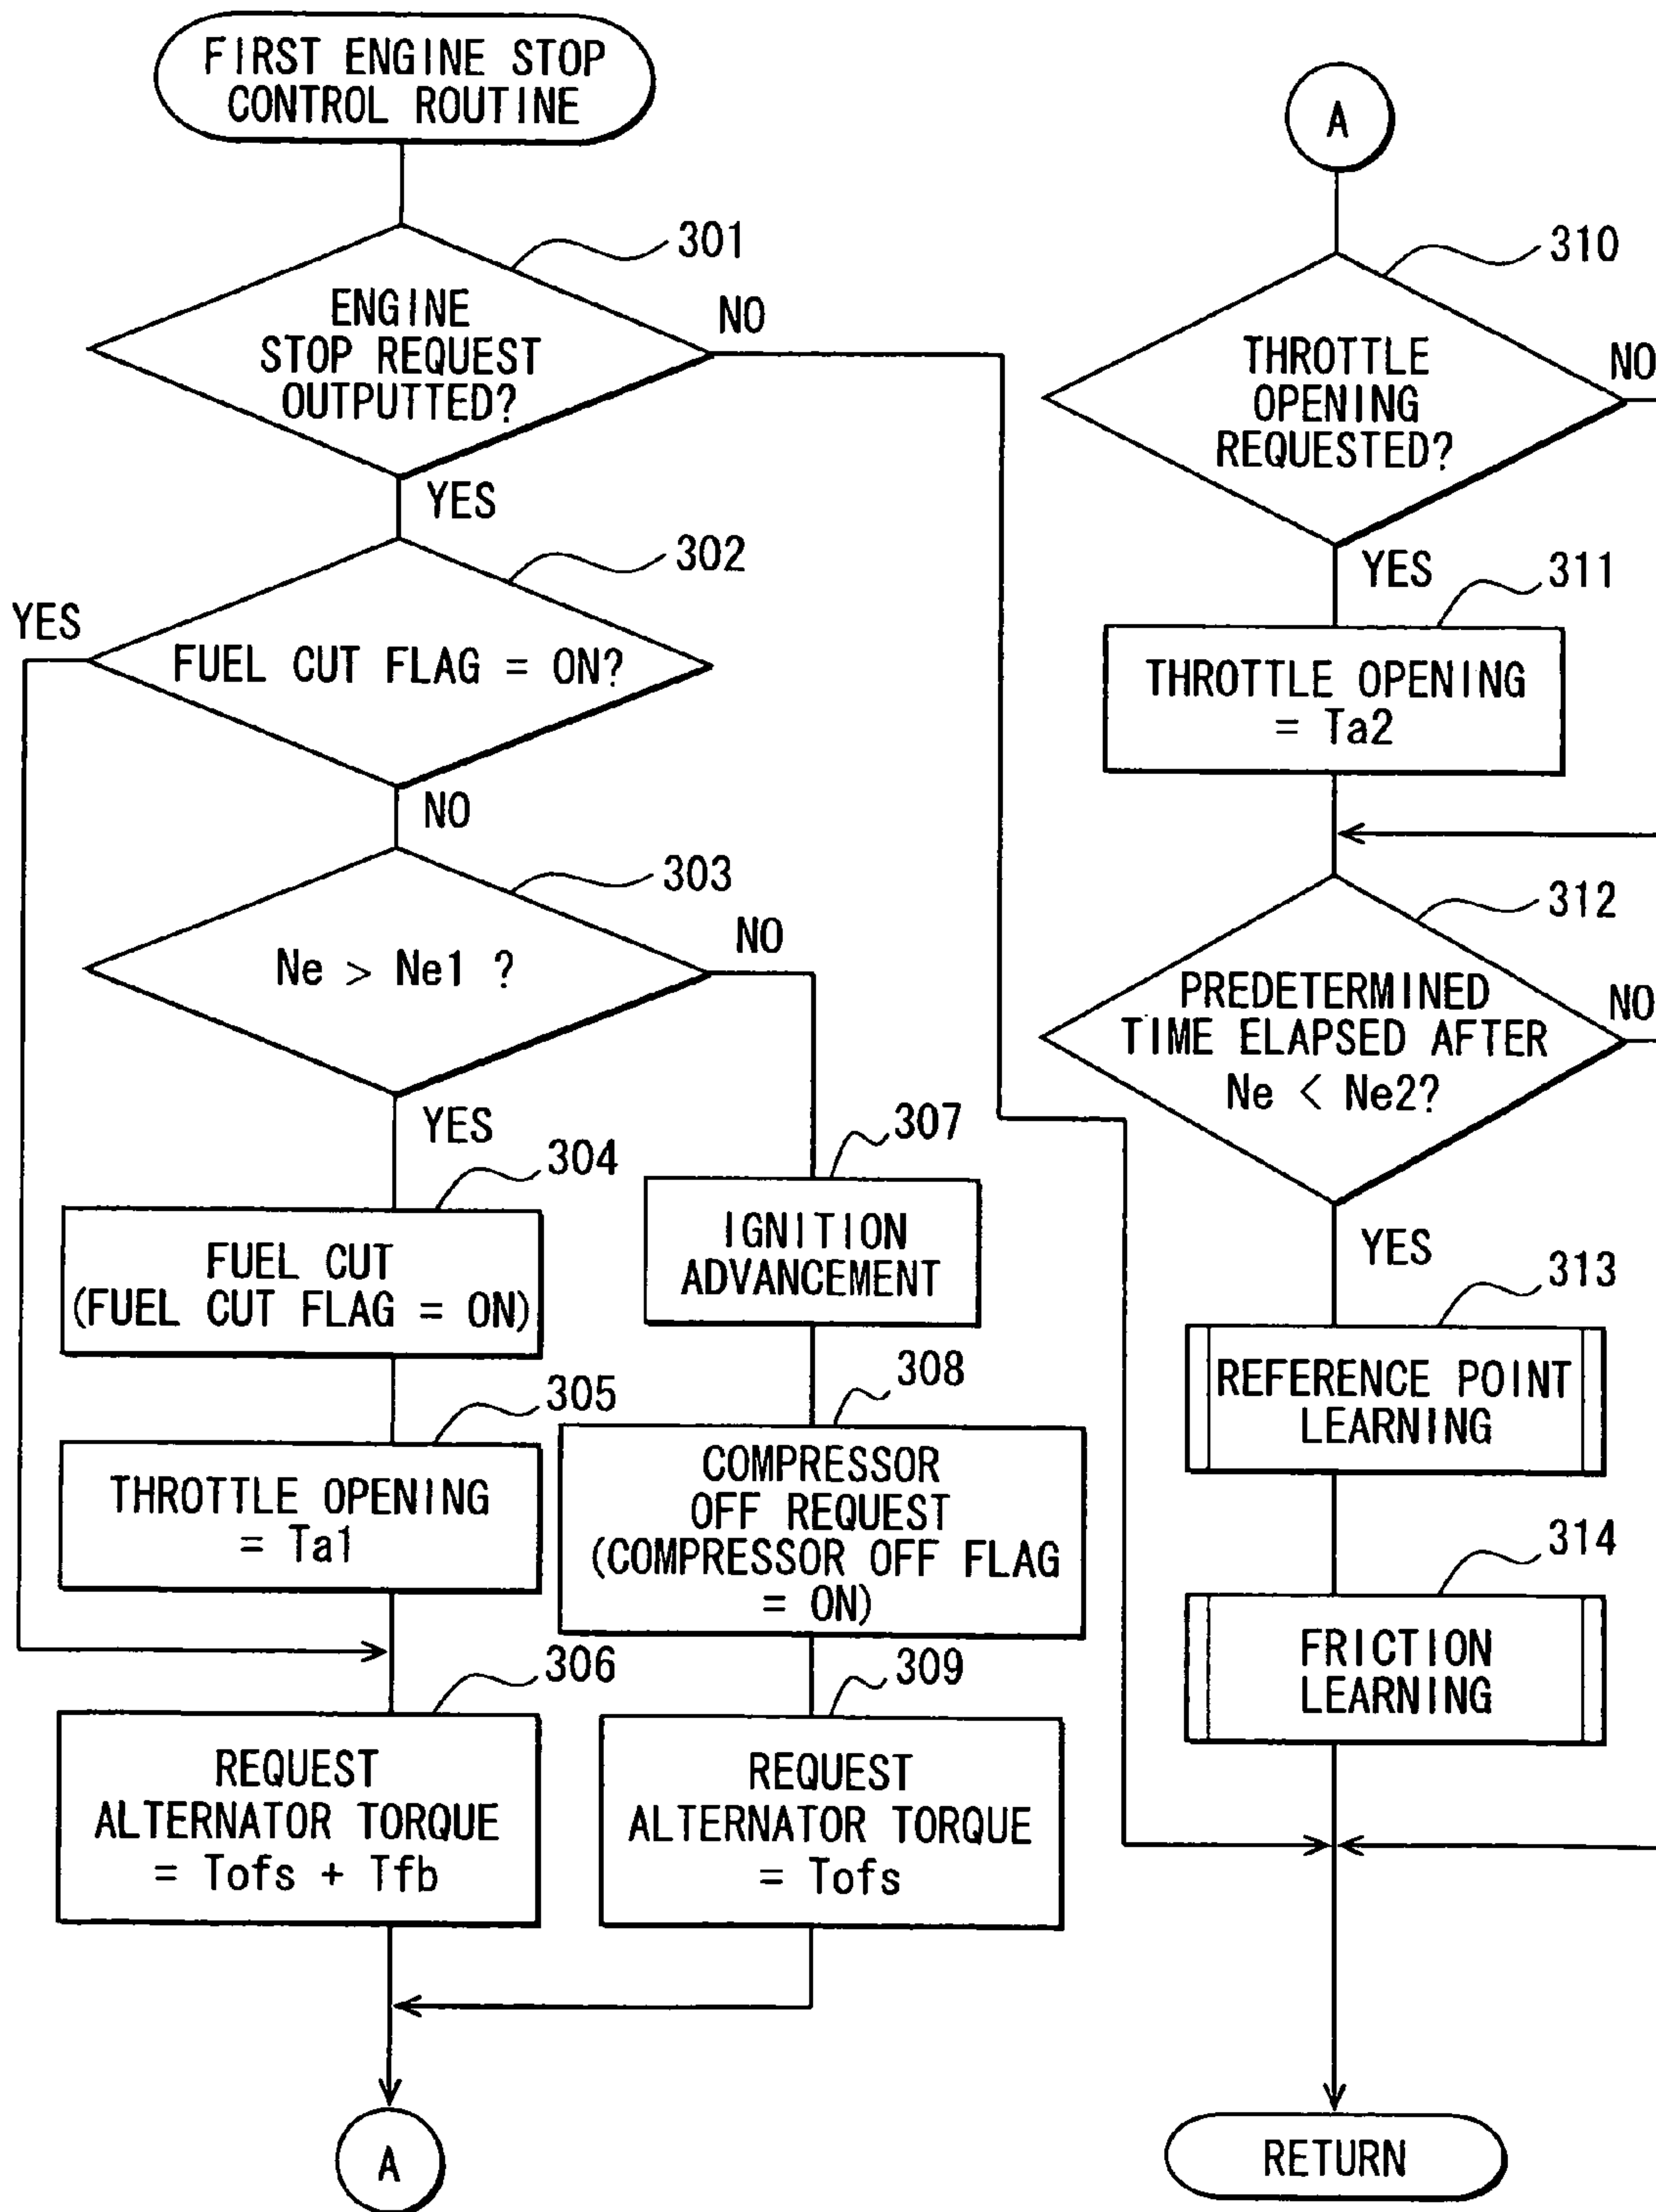 FIRST ENGINE STOP
CONTROL ROUTINE
301
ENGINE
STOP REQUEST
OUTPUTTED?
NO
YES
302
YES
FUEL CUT FLAG = ON?
NO
303
Ne > Ne1 ?
NO
YES
304
FUEL CUT
(FUEL CUT FLAG = ON)
305
THROTTLE OPENING
= Ta1
306
REQUEST
ALTERNATOR TORQUE
= Tofs + Tfb
307
IGNITION
ADVANCEMENT
308
COMPRESSOR
OFF REQUEST
(COMPRESSOR OFF FLAG
= ON)
309
REQUEST
ALTERNATOR TORQUE
= Tofs
A
A
310
THROTTLE
OPENING
REQUESTED?
NO
YES
311
THROTTLE OPENING
= Ta2
312
PREDETERMINED
TIME ELAPSED AFTER
Ne < Ne2?
NO
YES
313
REFERENCE POINT
LEARNING
314
FRICTION
LEARNING
RETURN